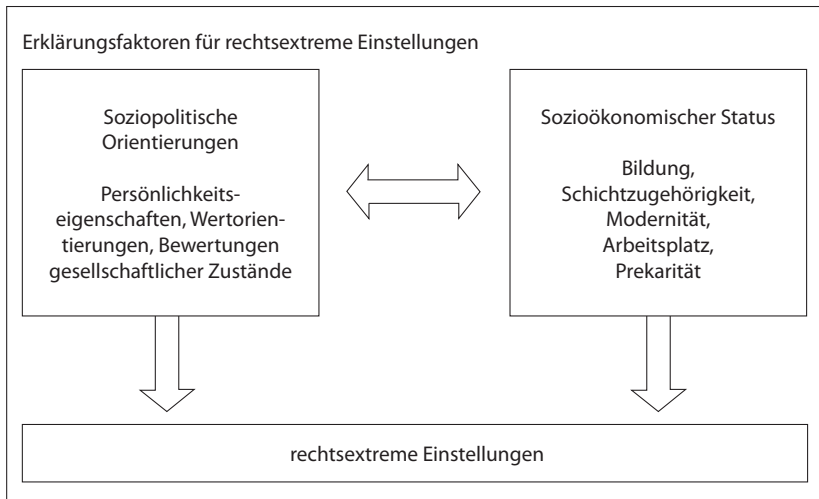 Erklärungsfaktoren für rechtsextreme Einstellungen
Soziopolitische
Orientierungen
Persönlichkeits-
eigenschaften, Wertorien-
tierungen, Bewertungen
gesellschaftlicher Zustände
Sozioökonomischer Status
Bildung,
Schichtzugehörigkeit,
Modernität,
Arbeitsplatz,
Prekarität
rechtsextreme Einstellungen